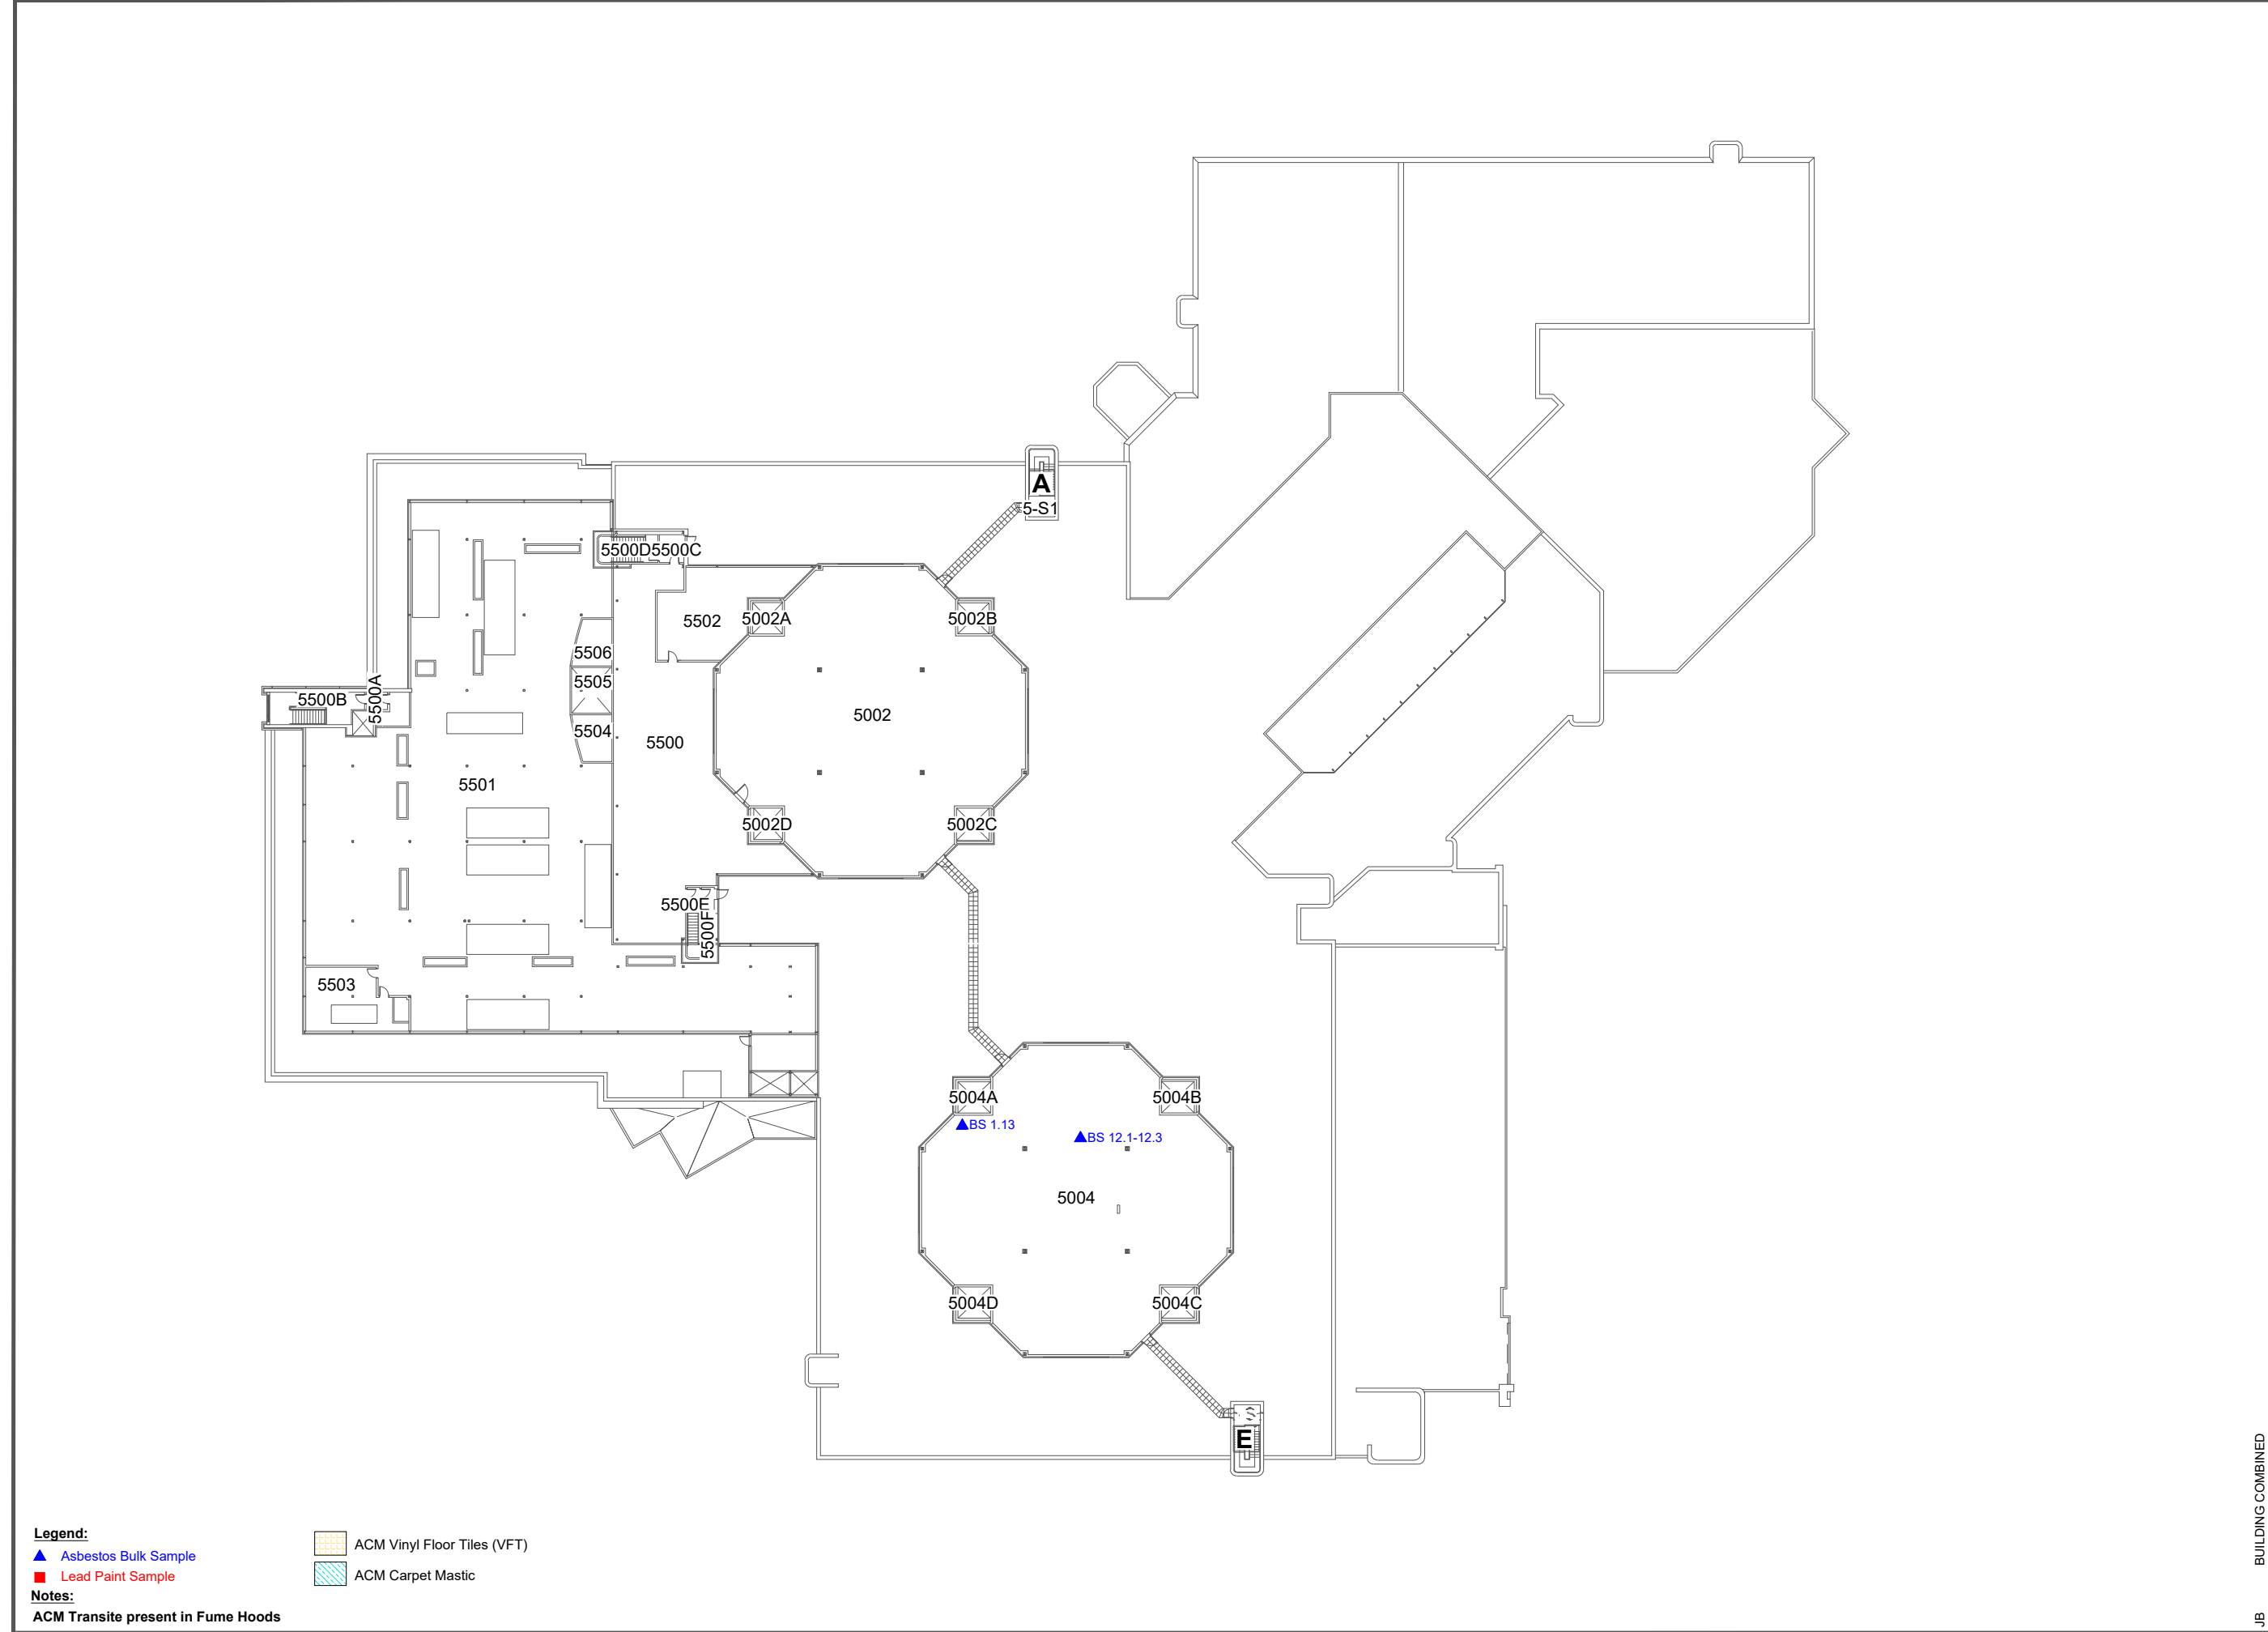 A
5-S1
5500D
5500C
5002A
5002B
5502
5506
5505
5500A
5500B
5002
5504
5500
5501
5002D
5002C
5500E
5500F
5503
5004A
5004B
BS 1.13
BS 12.1-12.3
5004
5004D
5004C
E
Legend:
Asbestos Bulk Sample
Lead Paint Sample
ACM Vinyl Floor Tiles (VFT)
ACM Carpet Mastic
Notes:
ACM Transite present in Fume Hoods
BUILDING COMBINED
JB